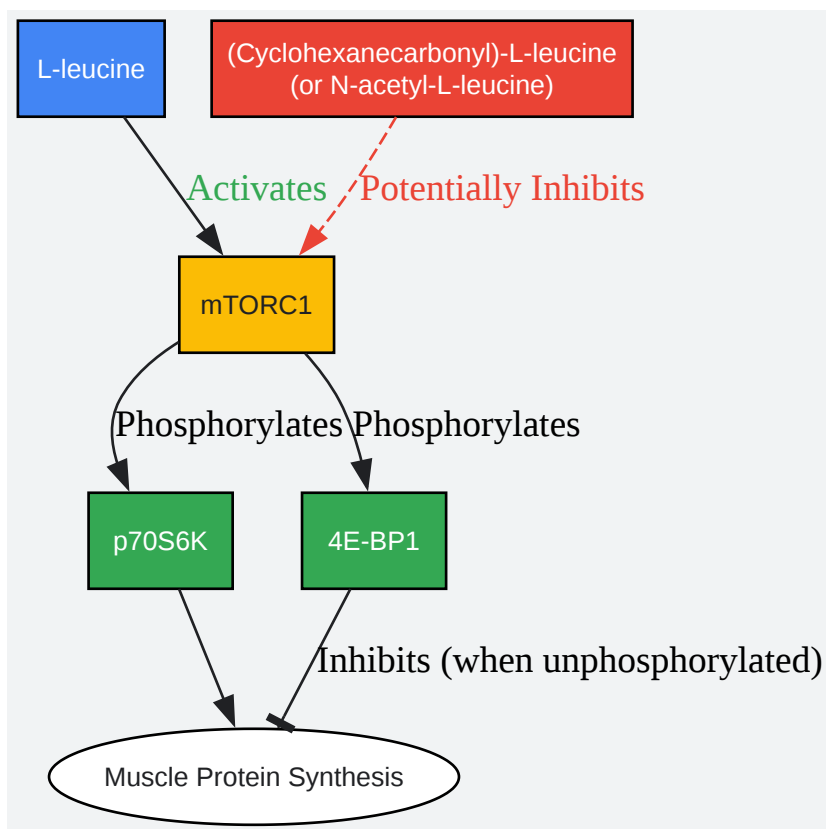 L-leucine
(Cyclohexanecarbonyl)-L-leucine
(or N-acetyl-L-leucine)
Activates
Potentially Inhibits
mTORC1
Phosphorylates
Phosphorylates
p70S6K
4E-BP1
Inhibits (when unphosphorylated)
Muscle Protein Synthesis